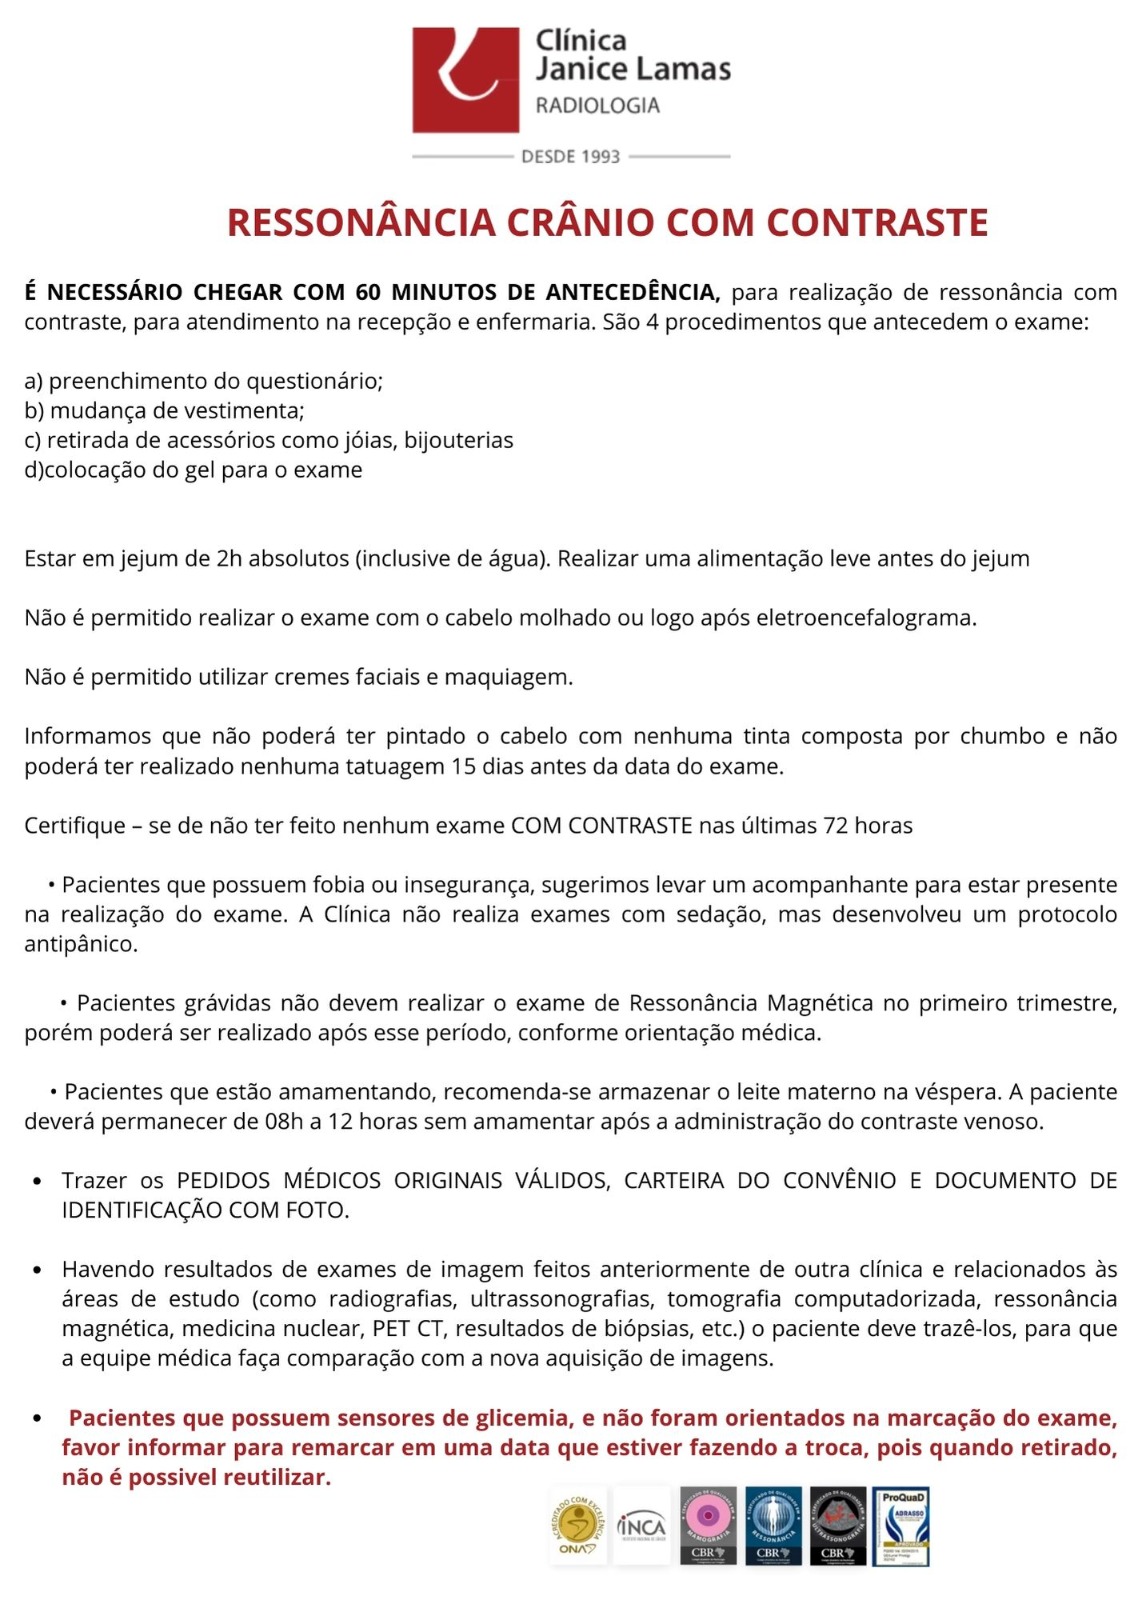 Clínica
Janice Lamas
RADIOLOGIA
DESDE 1993
RESSONÂNCIA CRÂNIO COM CONTRASTE
É NECESSÁRIO CHEGAR COM 60 MINUTOS DE ANTECEDÊNCIA, para realização de ressonância com
contraste, para atendimento na recepção e enfermaria. São 4 procedimentos que antecedem o exame:
a) preenchimento do questionário;
b) mudança de vestimenta;
c) retirada de acessórios como jóias, bijouterias
d)colocação do gel para o exame
Estar em jejum de 2h absolutos (inclusive de água). Realizar uma alimentação leve antes do jejum
Não é permitido realizar o exame com o cabelo molhado ou logo após eletroencefalograma.
Não é permitido utilizar cremes faciais e maquiagem.
Informamos que não poderá ter pintado o cabelo com nenhuma tinta composta por chumbo e não
poderá ter realizado nenhuma tatuagem 15 dias antes da data do exame.
Certifique – se de não ter feito nenhum exame COM CONTRASTE nas últimas 72 horas
• Pacientes que possuem fobia ou insegurança, sugerimos levar um acompanhante para estar presente
na realização do exame. A Clínica não realiza exames com sedação, mas desenvolveu um protocolo
antipânico.
• Pacientes grávidas não devem realizar o exame de Ressonância Magnética no primeiro trimestre,
porém poderá ser realizado após esse período, conforme orientação médica.
• Pacientes que estão amamentando, recomenda-se armazenar o leite materno na véspera. A paciente
deverá permanecer de 08h a 12 horas sem amamentar após a administração do contraste venoso.
• Trazer os PEDIDOS MÉDICOS ORIGINAIS VÁLIDOS, CARTEIRA DO CONVÊNIO E DOCUMENTO DE
IDENTIFICAÇÃO COM FOTO.
• Havendo resultados de exames de imagem feitos anteriormente de outra clínica e relacionados às
áreas de estudo (como radiografias, ultrassonografias, tomografia computadorizada, ressonância
magnética, medicina nuclear, PET CT, resultados de biópsias, etc.) o paciente deve trazê-los, para que
a equipe médica faça comparação com a nova aquisição de imagens.
• Pacientes que possuem sensores de glicemia, e não foram orientados na marcação do exame,
favor informar para remarcar em uma data que estiver fazendo a troca, pois quando retirado,
não é possivel reutilizar.
ACREDITADO COM EXCELÊNCIA
ONA
INCA
MAMOGRAFIA
CBR
RESSONÂNCIA
CBR
ULTRASSONOGRAFIA
CBR
ProQuaD
ABRASSO